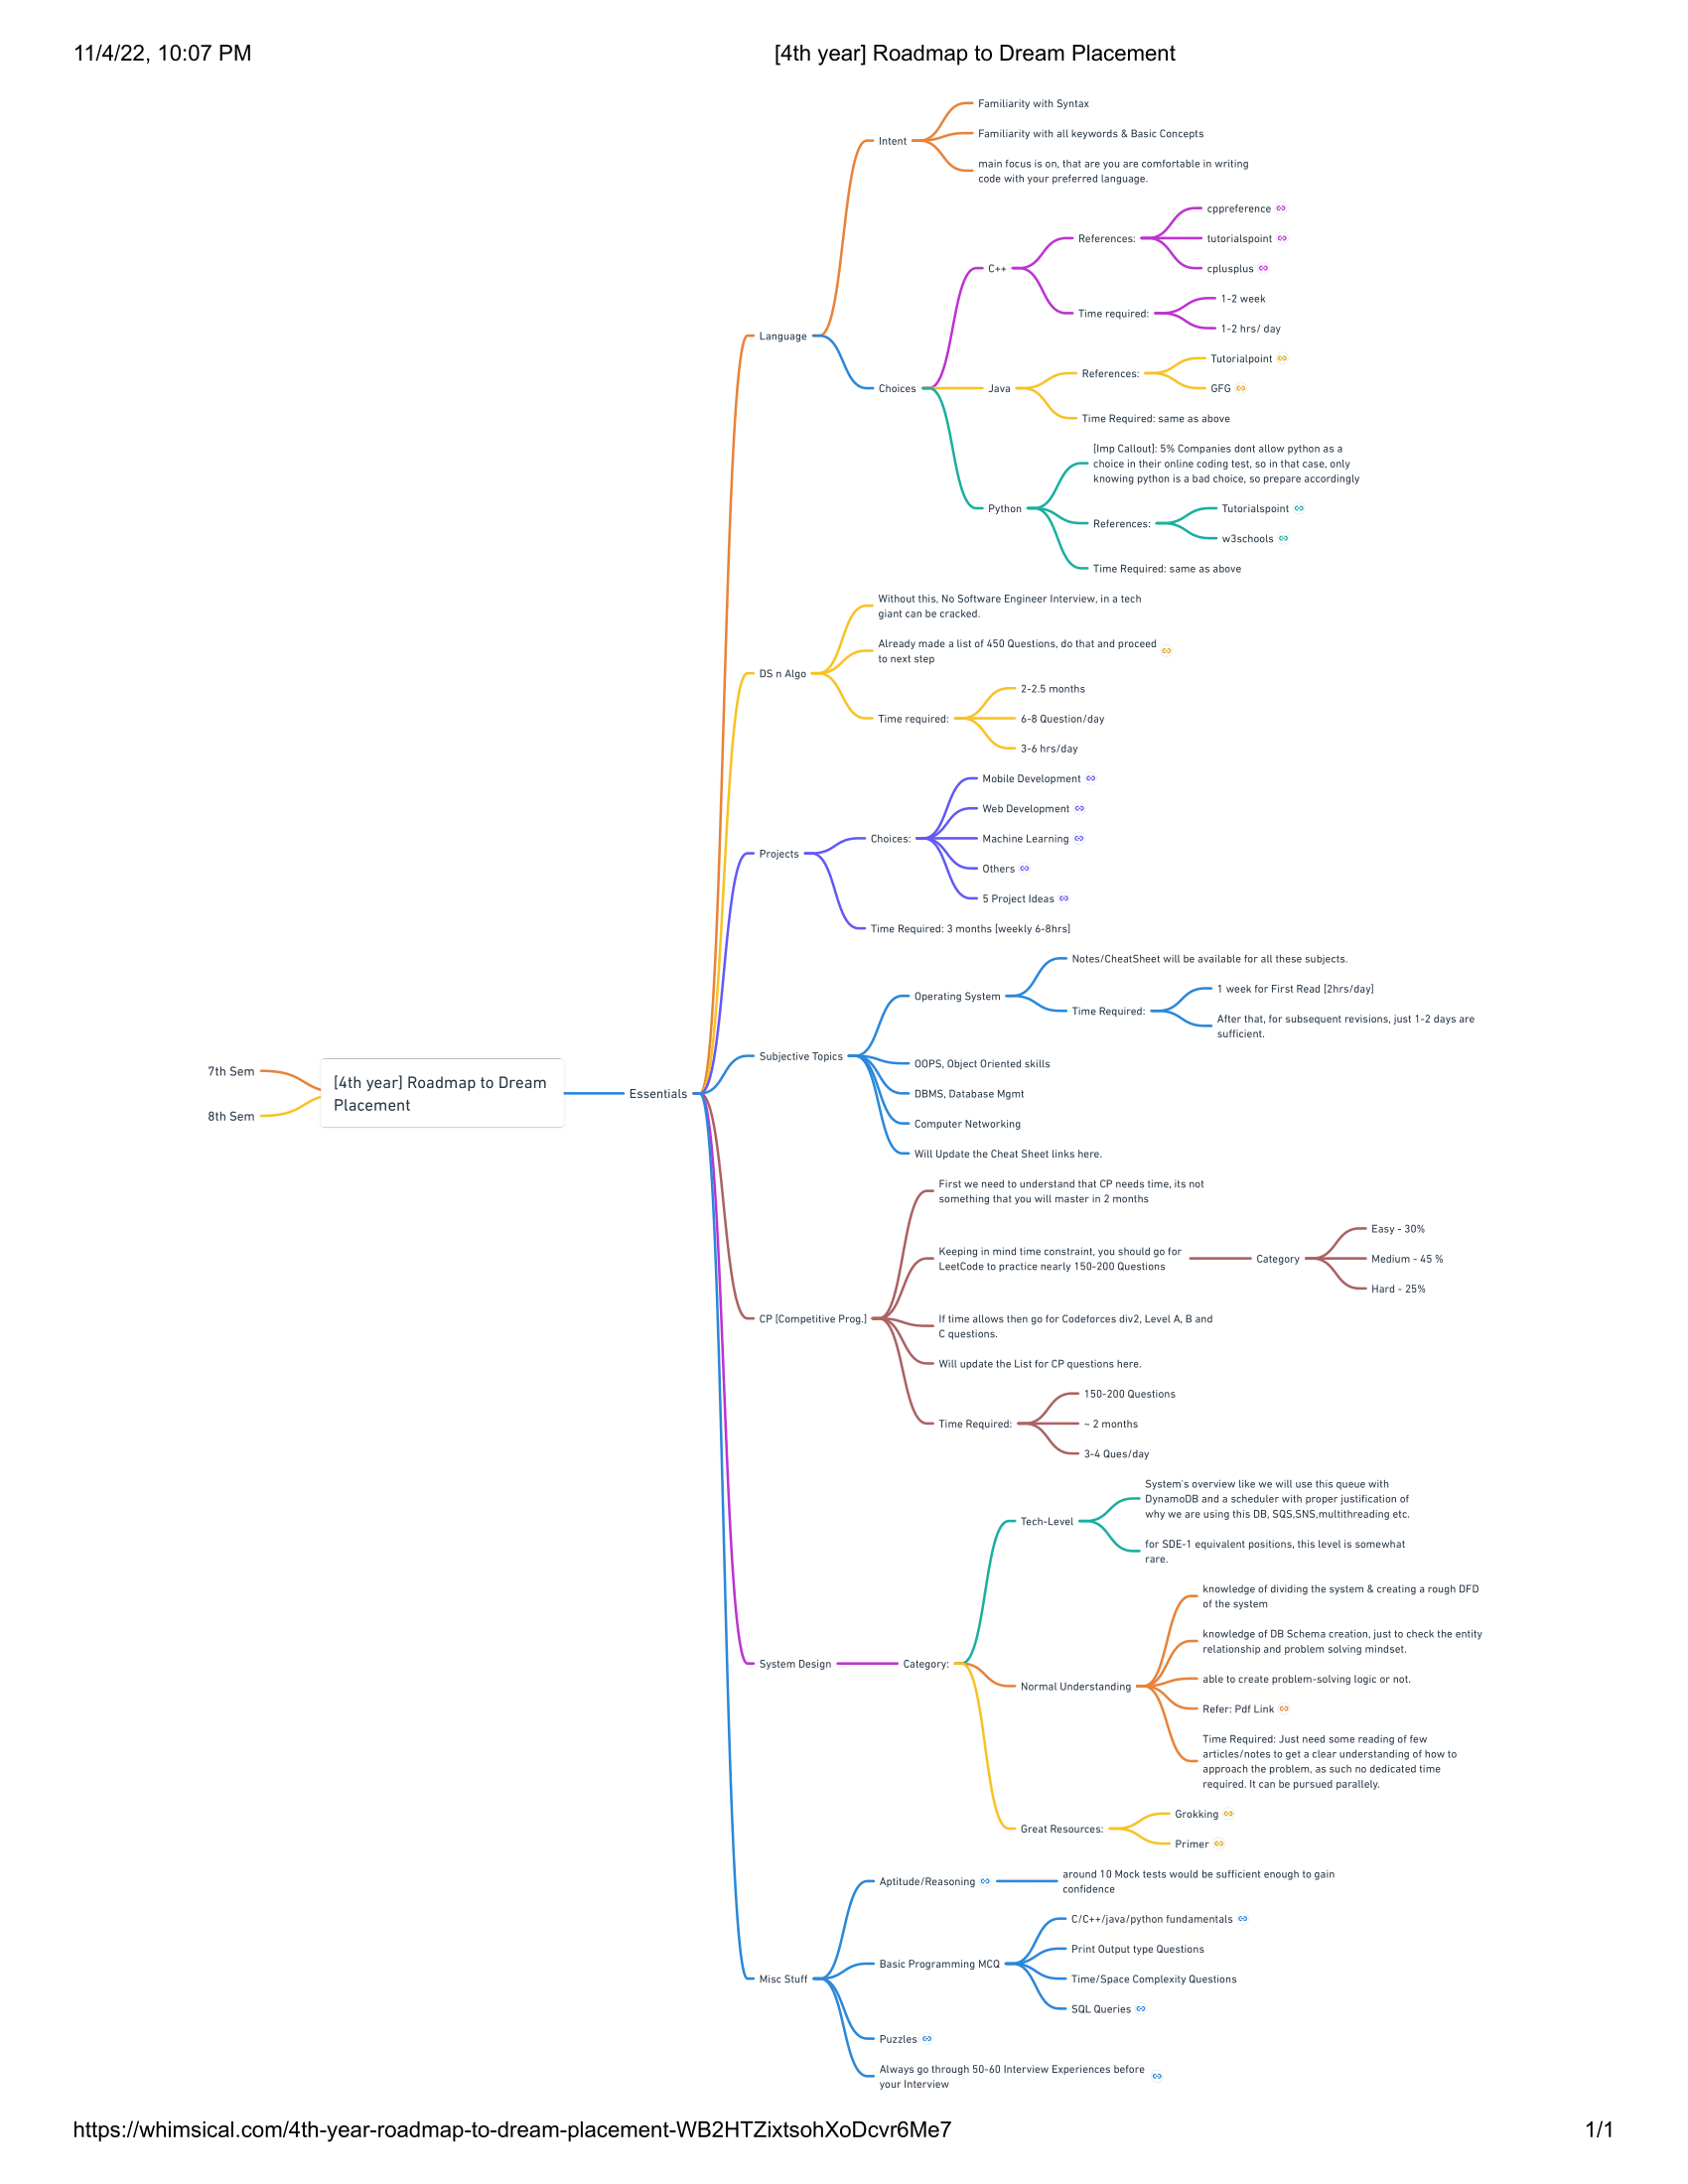 11/4/22, 10:07 PM
[4th year] Roadmap to Dream Placement
Familiarity with Syntax
Intent
Familiarity with all keywords & Basic Concepts
main focus is on, that are you are comfortable in writing
code with your preferred language.
cppreference
References:
tutorialspoint
C++
cplusplus
Time required:
1-2 week
1-2 hrs/ day
Language
Tutorialpoint
References:
Choices
Java
GFG
Time Required: same as above
[Imp Callout]: 5% Companies dont allow python as a
choice in their online coding test, so in that case, only
knowing python is a bad choice, so prepare accordingly
Python
Tutorialspoint
References:
w3schools
Time Required: same as above
Without this, No Software Engineer Interview, in a tech
giant can be cracked.
Already made a list of 450 Questions, do that and proceed
to next step
DS n Algo
2-2.5 months
Time required:
6-8 Question/day
3-6 hrs/day
Mobile Development
Web Development
Choices:
Machine Learning
Projects
Others
5 Project Ideas
Time Required: 3 months [weekly 6-8hrs]
Notes/CheatSheet will be available for all these subjects.
Operating System
1 week for First Read [2hrs/day]
Time Required:
After that, for subsequent revisions, just 1-2 days are
sufficient.
Subjective Topics
OOPS, Object Oriented skills
7th Sem
[4th year] Roadmap to Dream
Placement
8th Sem
Essentials
DBMS, Database Mgmt
Computer Networking
Will Update the Cheat Sheet links here.
First we need to understand that CP needs time, its not
something that you will master in 2 months
Easy - 30%
Keeping in mind time constraint, you should go for
LeetCode to practice nearly 150-200 Questions
Category
Medium - 45 %
Hard - 25%
CP [Competitive Prog.]
If time allows then go for Codeforces div2, Level A, B and
C questions.
Will update the List for CP questions here.
150-200 Questions
Time Required:
~ 2 months
3-4 Ques/day
System's overview like we will use this queue with
DynamoDB and a scheduler with proper justification of
why we are using this DB, SQS,SNS,multithreading etc.
Tech-Level
for SDE-1 equivalent positions, this level is somewhat
rare.
knowledge of dividing the system & creating a rough DFD
of the system
knowledge of DB Schema creation, just to check the entity
relationship and problem solving mindset.
System Design
Category:
Normal Understanding
able to create problem-solving logic or not.
Refer: Pdf Link
Time Required: Just need some reading of few
articles/notes to get a clear understanding of how to
approach the problem, as such no dedicated time
required. It can be pursued parallely.
Grokking
Great Resources:
Primer
Aptitude/Reasoning
around 10 Mock tests would be sufficient enough to gain
confidence
C/C++/java/python fundamentals
Print Output type Questions
Basic Programming MCQ
Misc Stuff
Time/Space Complexity Questions
SQL Queries
Puzzles
Always go through 50-60 Interview Experiences before
your Interview
https://whimsical.com/4th-year-roadmap-to-dream-placement-WB2HTZixtsohXoDcvr6Me7
1/1